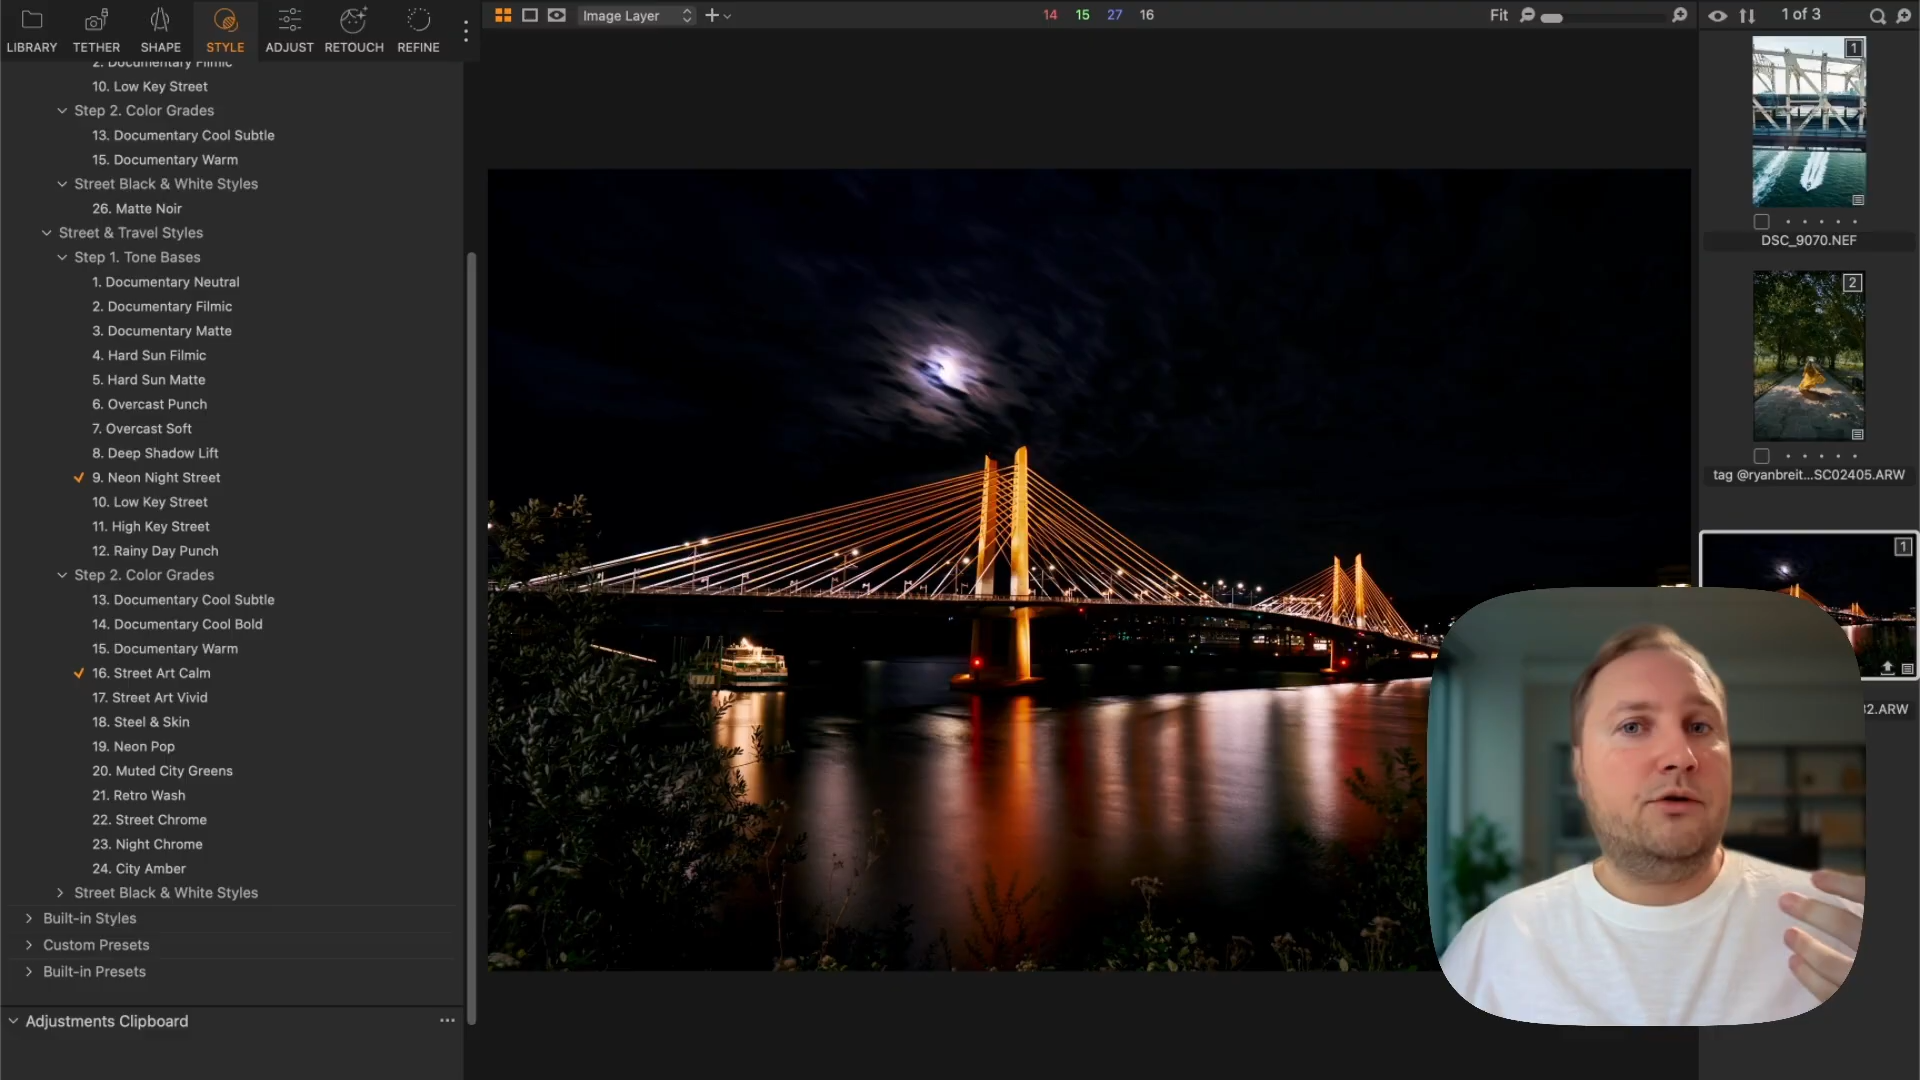 LIBRARY
TETHER
SHAPE
STYLE
ADJUST
RETOUCH
REFINE
Image Layer
14 15 27 16
Fit
1 of 3
2. Documentary Filmic
10. Low Key Street
Step 2. Color Grades
13. Documentary Cool Subtle
15. Documentary Warm
Street Black & White Styles
26. Matte Noir
Street & Travel Styles
Step 1. Tone Bases
1. Documentary Neutral
2. Documentary Filmic
3. Documentary Matte
4. Hard Sun Filmic
5. Hard Sun Matte
6. Overcast Punch
7. Overcast Soft
8. Deep Shadow Lift
9. Neon Night Street
10. Low Key Street
11. High Key Street
12. Rainy Day Punch
Step 2. Color Grades
13. Documentary Cool Subtle
14. Documentary Cool Bold
15. Documentary Warm
16. Street Art Calm
17. Street Art Vivid
18. Steel & Skin
19. Neon Pop
20. Muted City Greens
21. Retro Wash
22. Street Chrome
23. Night Chrome
24. City Amber
Street Black & White Styles
Built-in Styles
Custom Presets
Built-in Presets
Adjustments Clipboard
1
DSC_9070.NEF
2
tag @ryanbreit...SC02405.ARW
1
32.ARW